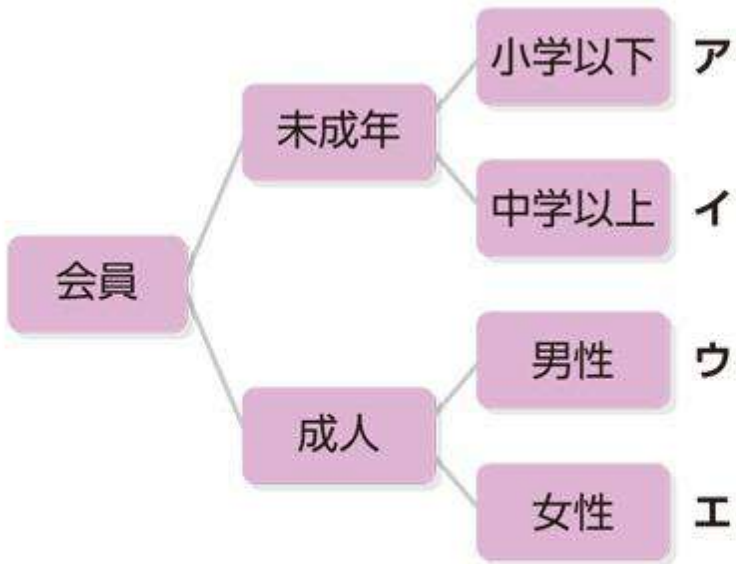 小学以下 ア
未成年
中学以上 イ
会員
男性 ウ
成人
女性 エ